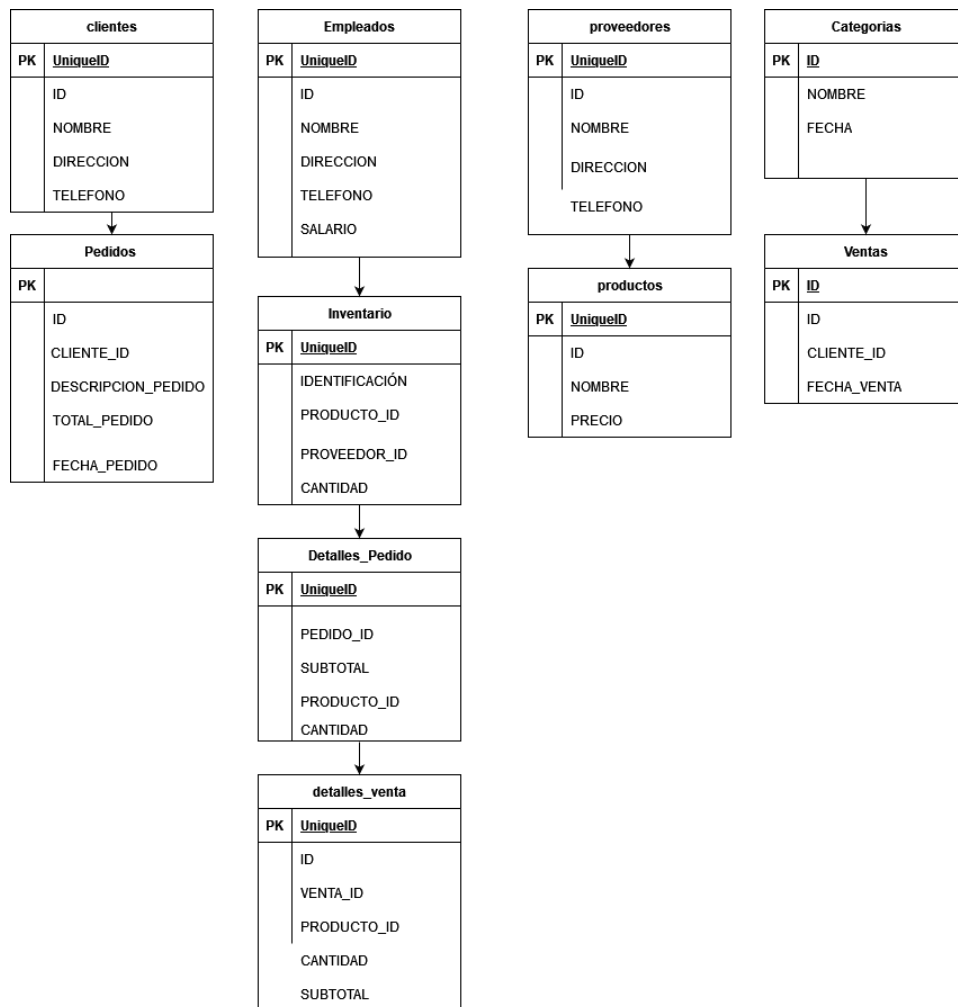 clientes
PK UniqueID
ID
NOMBRE
DIRECCION
TELEFONO
Pedidos
PK
ID
CLIENTE_ID
DESCRIPCION_PEDIDO
TOTAL_PEDIDO
FECHA_PEDIDO
Empleados
PK UniqueID
ID
NOMBRE
DIRECCION
TELEFONO
SALARIO
Inventario
PK UniqueID
IDENTIFICACIÓN
PRODUCTO_ID
PROVEEDOR_ID
CANTIDAD
Detalles_Pedido
PK UniqueID
PEDIDO_ID
SUBTOTAL
PRODUCTO_ID
CANTIDAD
detalles_venta
PK UniqueID
ID
VENTA_ID
PRODUCTO_ID
CANTIDAD
SUBTOTAL
proveedores
PK UniqueID
ID
NOMBRE
DIRECCION
TELEFONO
productos
PK UniqueID
ID
NOMBRE
PRECIO
Categorias
PK ID
NOMBRE
FECHA
Ventas
PK ID
ID
CLIENTE_ID
FECHA_VENTA